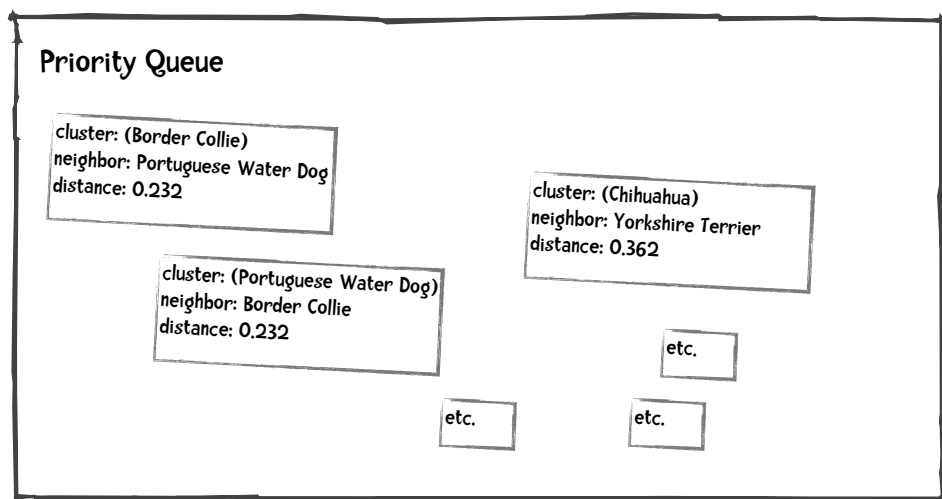 Priority Queue
cluster: (Border Collie)
neighbor: Portuguese Water Dog
distance: 0.232
cluster: (Chihuahua)
neighbor: Yorkshire Terrier
distance: 0.362
cluster: (Portuguese Water Dog)
neighbor: Border Collie
distance: 0.232
etc.
etc.
etc.